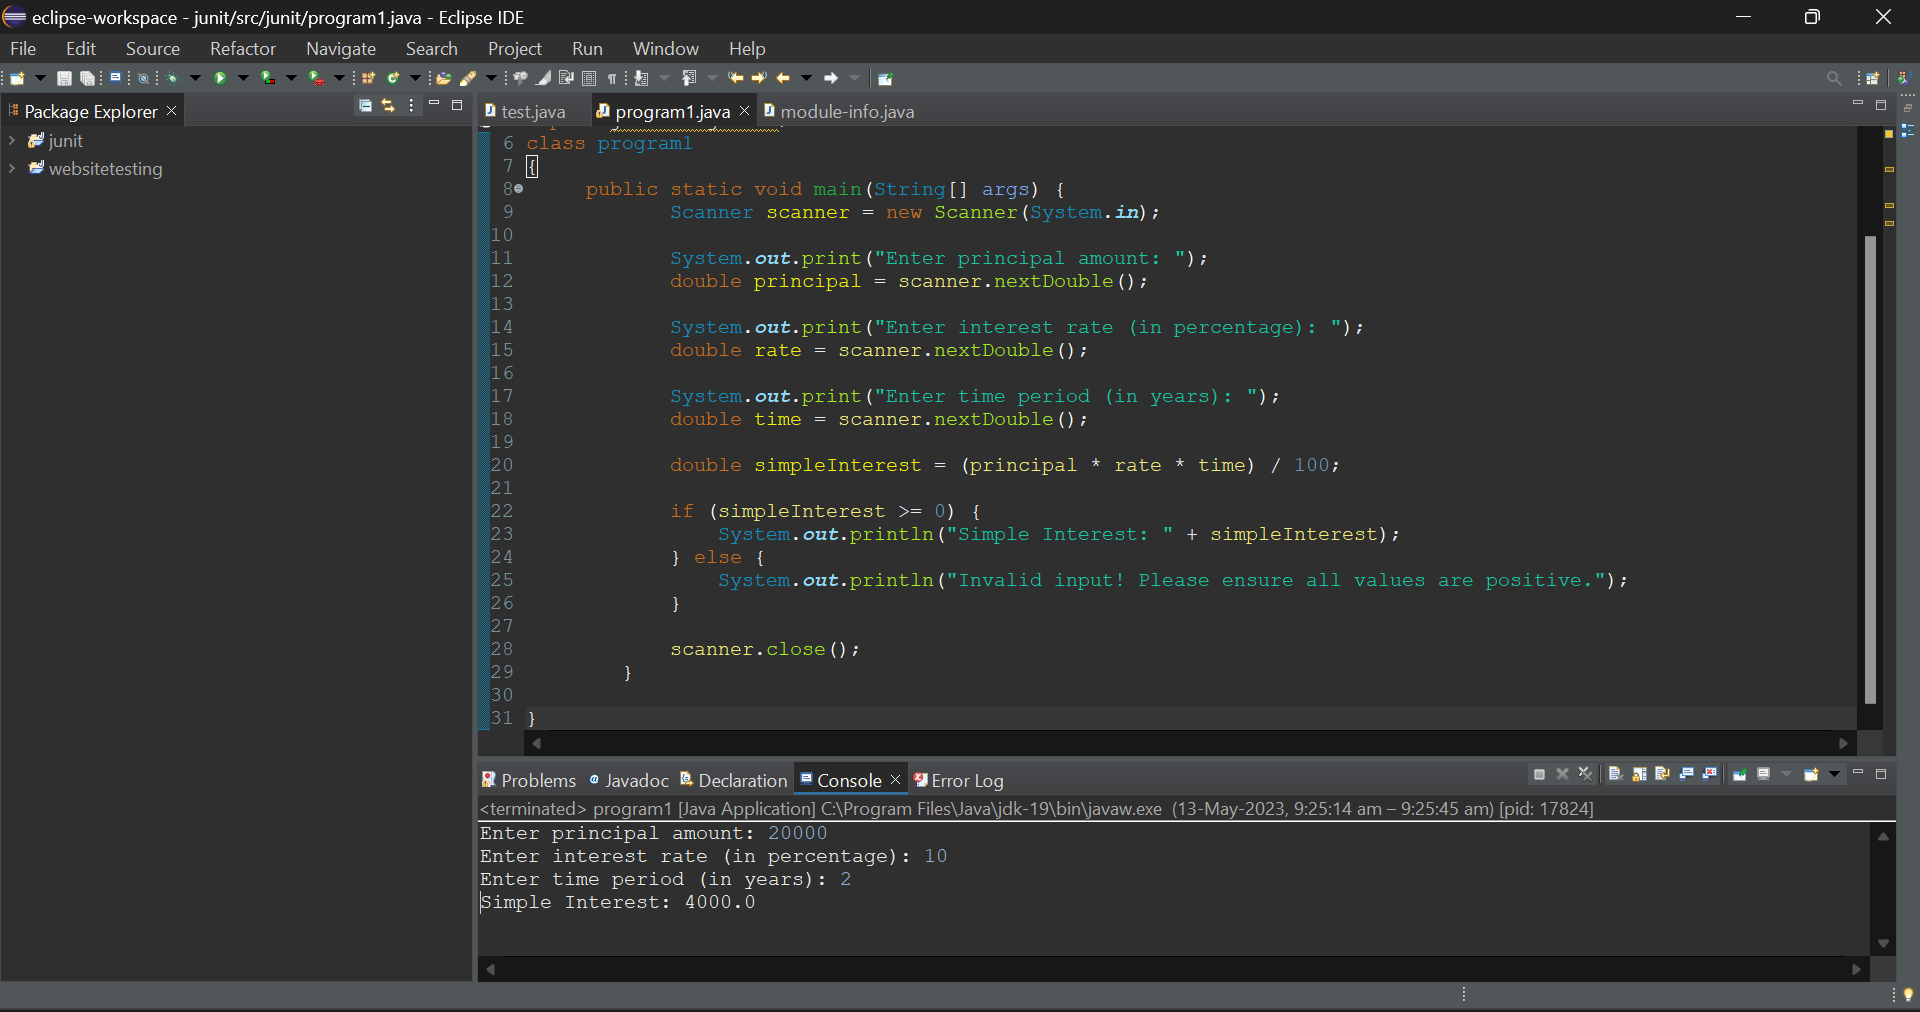 eclipse-workspace - junit/src/junit/program1.java - Eclipse IDE
File Edit Source Refactor Navigate Search Project Run Window Help
Package Explorer
test.java program1.java module-info.java
junit
websitetesting
6 class program1
7 {
8 public static void main(String[] args) {
9 Scanner scanner = new Scanner(System.in);
10
11 System.out.print("Enter principal amount: ");
12 double principal = scanner.nextDouble();
13
14 System.out.print("Enter interest rate (in percentage): ");
15 double rate = scanner.nextDouble();
16
17 System.out.print("Enter time period (in years): ");
18 double time = scanner.nextDouble();
19
20 double simpleInterest = (principal * rate * time) / 100;
21
22 if (simpleInterest >= 0) {
23 System.out.println("Simple Interest: " + simpleInterest);
24 } else {
25 System.out.println("Invalid input! Please ensure all values are positive.");
26 }
27
28 scanner.close();
29 }
30
31 }
Problems Javadoc Declaration Console Error Log
<terminated> program1 [Java Application] C:\Program Files\Java\jdk-19\bin\javaw.exe (13-May-2023, 9:25:14 am – 9:25:45 am) [pid: 17824]
Enter principal amount: 20000
Enter interest rate (in percentage): 10
Enter time period (in years): 2
Simple Interest: 4000.0